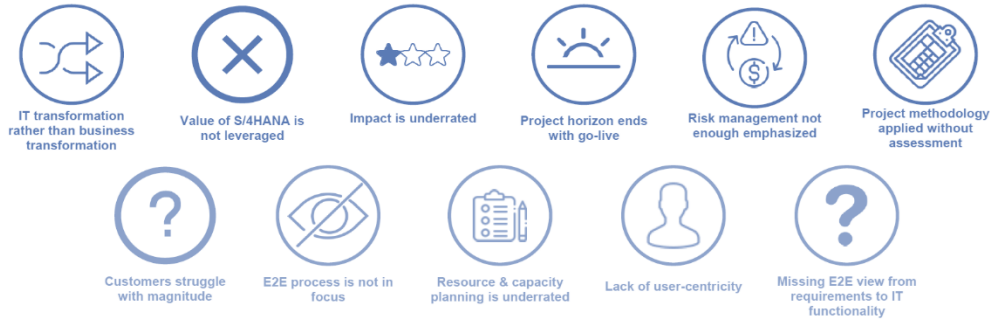 IT transformation
rather than business
transformation
Value of S/4HANA is
not leveraged
Impact is underrated
Project horizon ends
with go-live
Risk management not
enough emphasized
Project methodology
applied without
assessment
?
Customers struggle
with magnitude
E2E process is not in
focus
Resource & capacity
planning is underrated
Lack of user-centricity
?
Missing E2E view from
requirements to IT
functionality